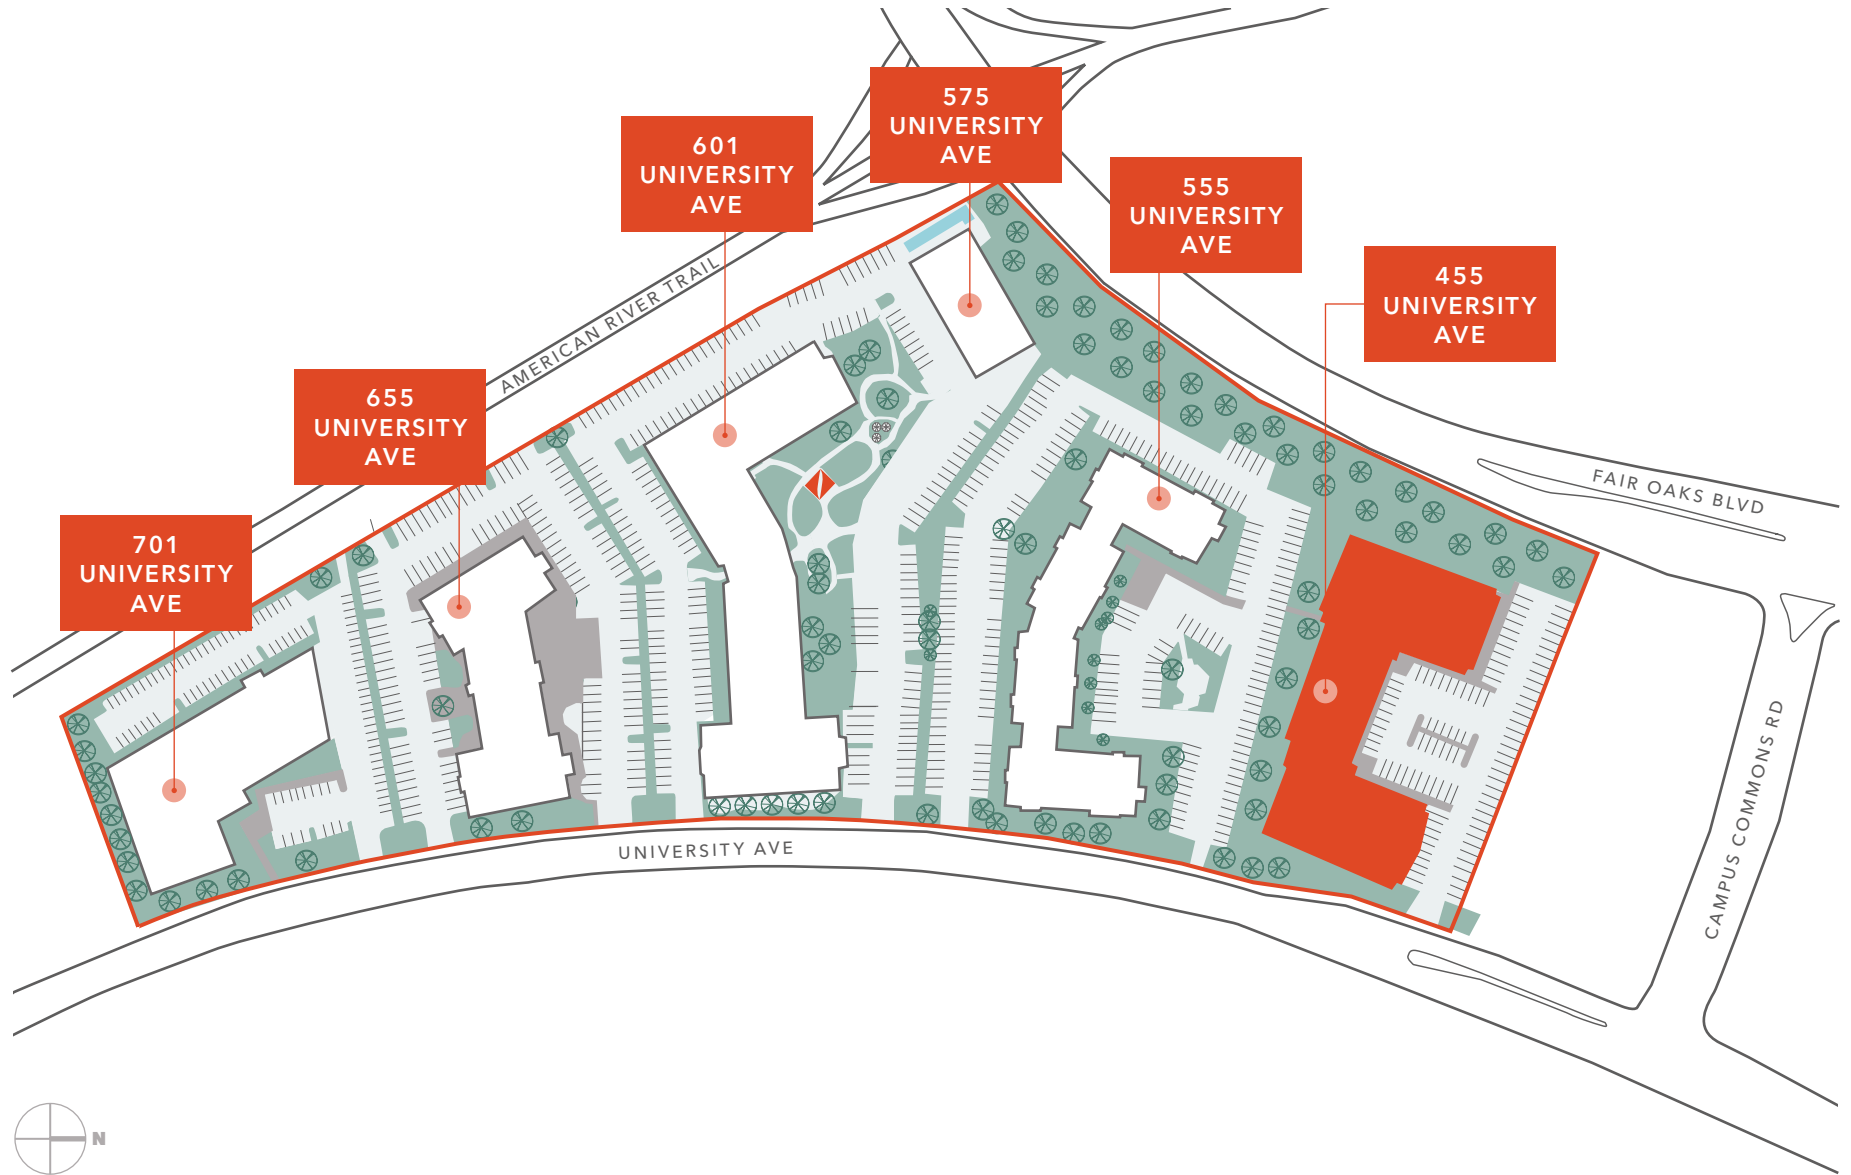 575
UNIVERSITY
AVE
601
UNIVERSITY
AVE
555
UNIVERSITY
AVE
455
UNIVERSITY
AVE
AMERICAN RIVER TRAIL
655
UNIVERSITY
AVE
FAIR OAKS BLVD
701
UNIVERSITY
AVE
CAMPUS COMMONS RD
UNIVERSITY AVE
N